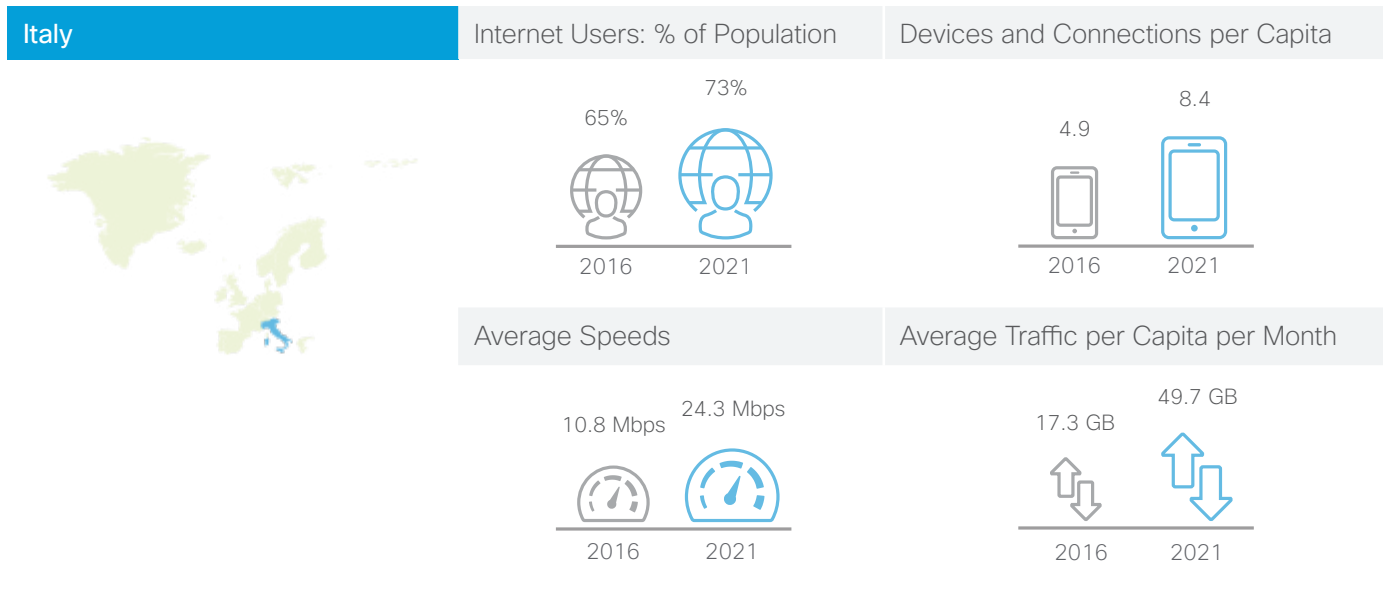 Italy
Internet Users: % of Population
Devices and Connections per Capita
65%
73%
2016
2021
4.9
8.4
2016
2021
Average Speeds
Average Traffic per Capita per Month
10.8 Mbps
24.3 Mbps
2016
2021
17.3 GB
49.7 GB
2016
2021